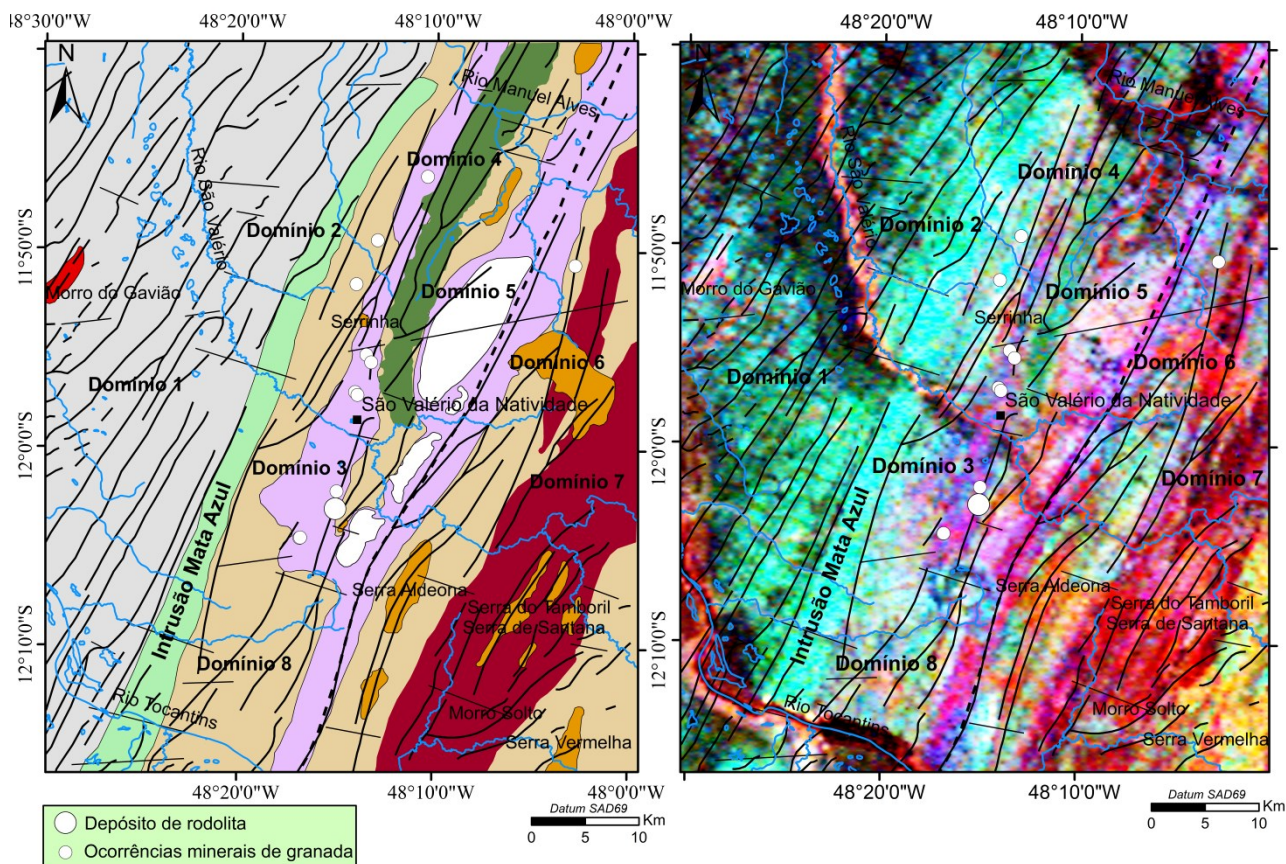 48°30'0"W 48°20'0"W 48°10'0"W 48°00'0"W
N
Rio Manuel Alves
Rio São Valério
Domínio 4
Domínio 2
11°50'0"S
Morro do Gavião
Domínio 5
Serrinha
Domínio 6
Domínio 1
São Valério da Natividade
12°0'0"S
Domínio 3
Domínio 7
Intrusão Mata Azul
Serra Aldeona
Serra do Tamboril
Serra de Santana
12°10'0"S
Domínio 8
Rio Tocantins
Morro Solto
Serra Vermelha
48°20'0"W 48°10'0"W 48°00'0"W
Datum SAD69
0 5 10 Km
Depósito de rodolita
Ocorrências minerais de granada
48°20'0"W 48°10'0"W
N
Rio Manuel Alves
Rio São Valério
Domínio 4
Domínio 2
11°50'0"S
Morro do Gavião
Domínio 5
Serrinha
Domínio 6
Domínio 1
São Valério da Natividade
12°0'0"S
Domínio 3
Domínio 7
Intrusão Mata Azul
Serra Aldeona
Serra do Tamboril
Serra de Santana
12°10'0"S
Domínio 8
Rio Tocantins
Morro Solto
Serra Vermelha
48°20'0"W 48°10'0"W
Datum SAD69
0 5 10 Km